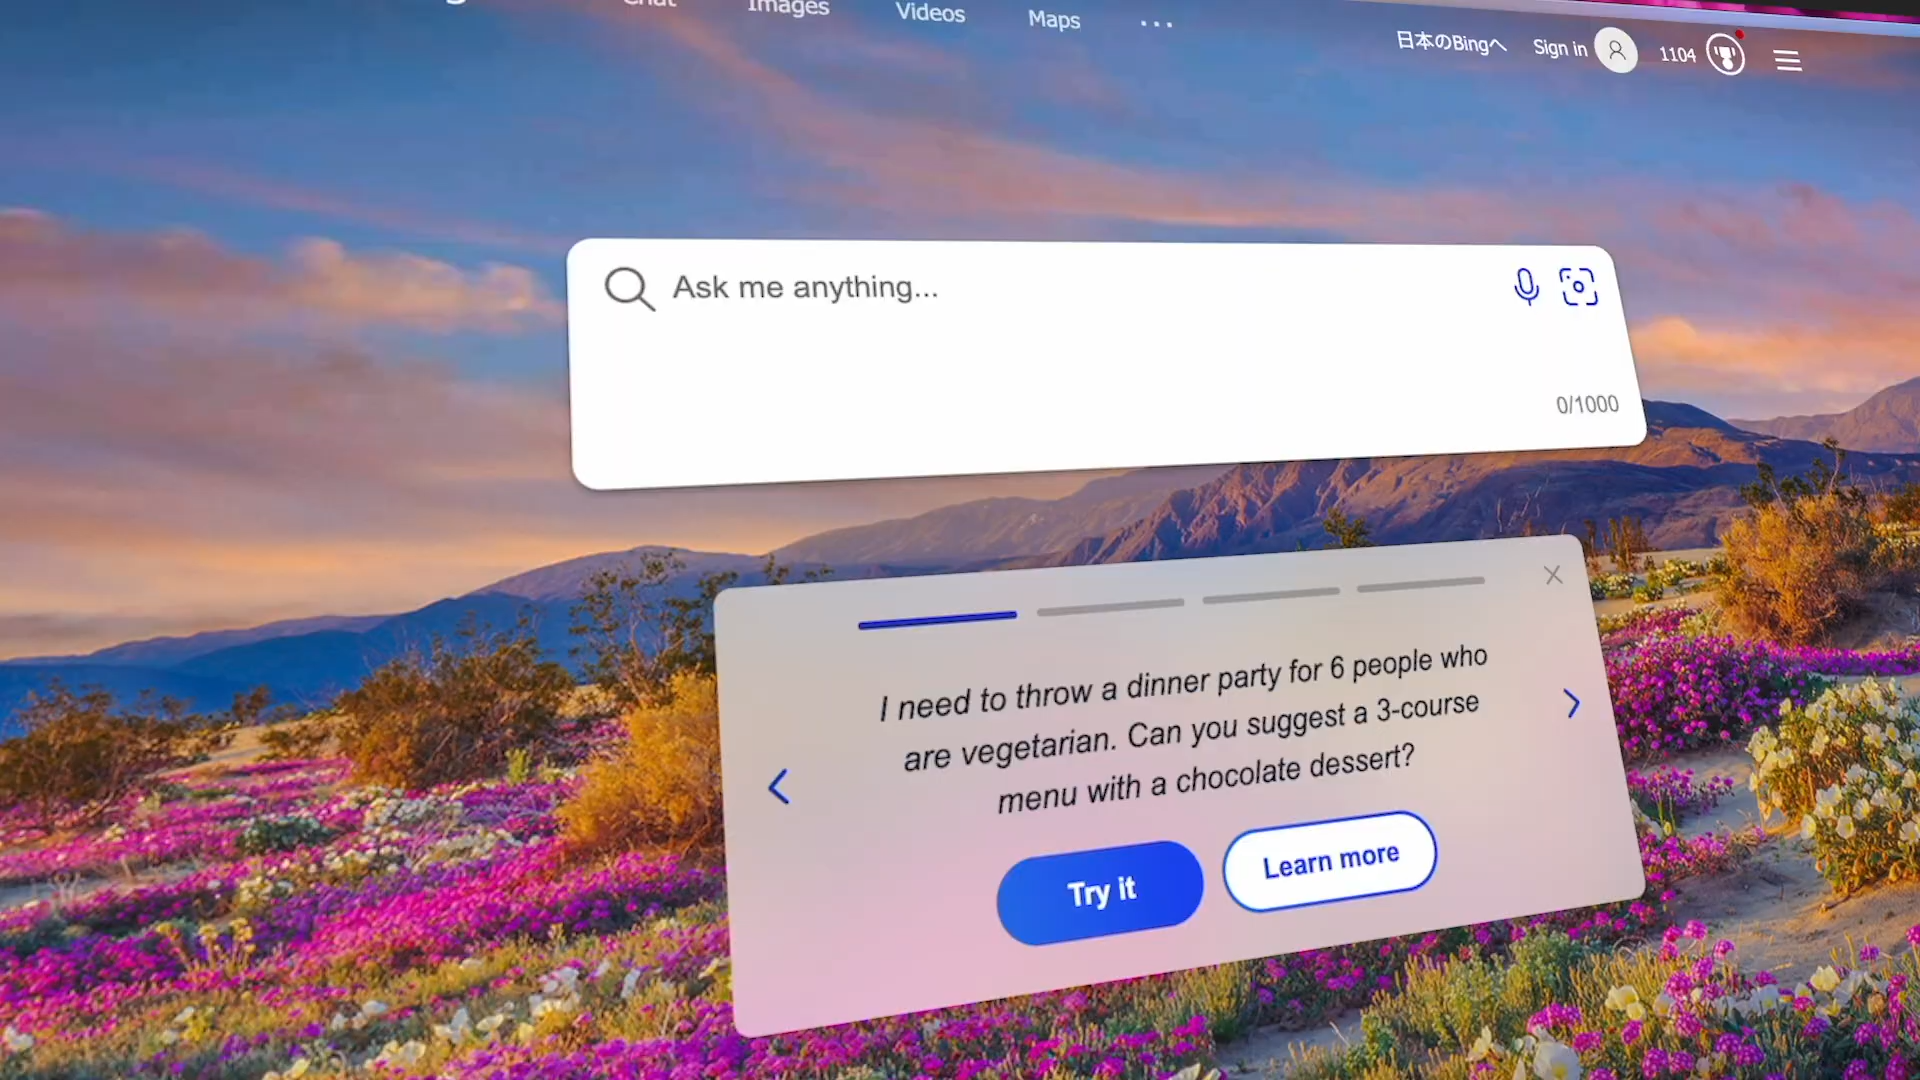 Chat Images Videos Maps ...
日本のBingへ Sign in 1104
Ask me anything...
0/1000
I need to throw a dinner party for 6 people who
are vegetarian. Can you suggest a 3-course
menu with a chocolate dessert?
Try it Learn more